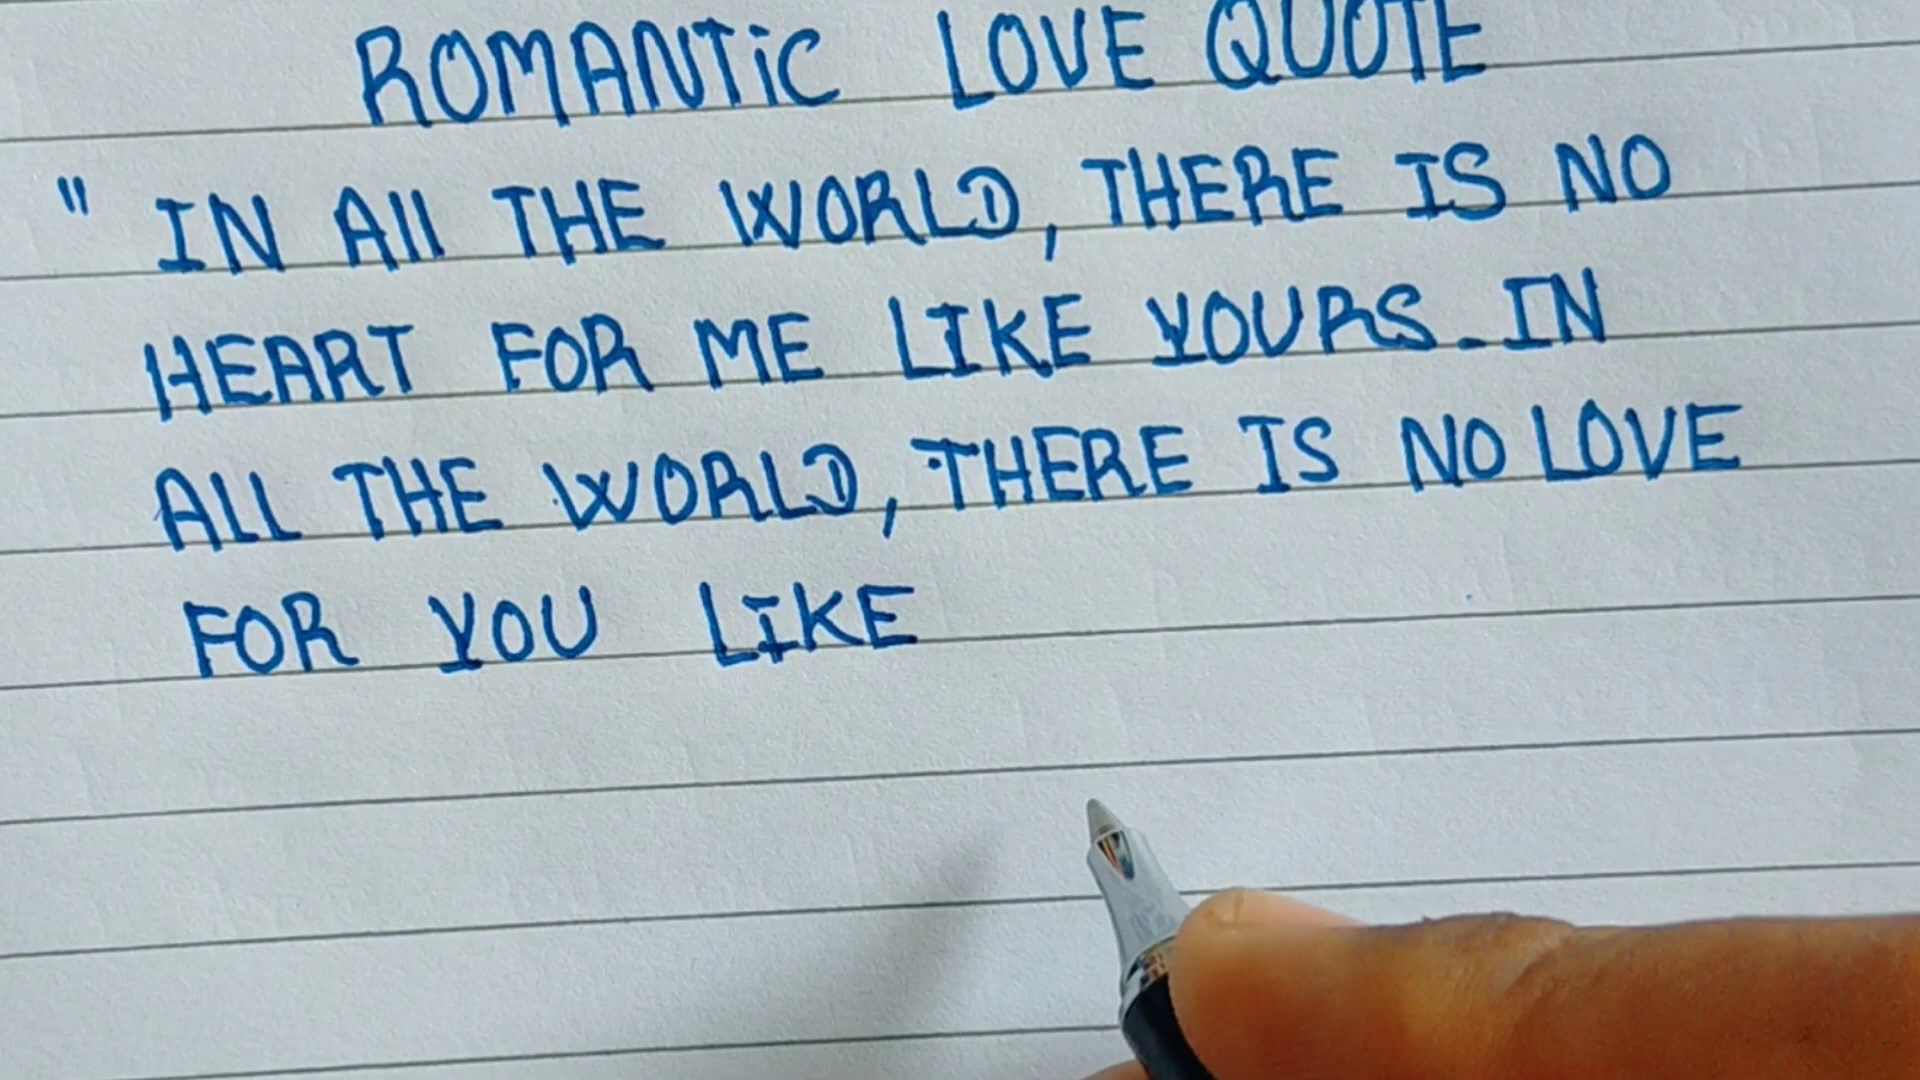 ROMANTiC LOVE QUOTE
" IN All THE WORLD, THERE IS NO
HEART FOR ME LIKE YOURS. IN
ALL THE WORLD, THERE IS NO LOVE
FOR YOU LIKE